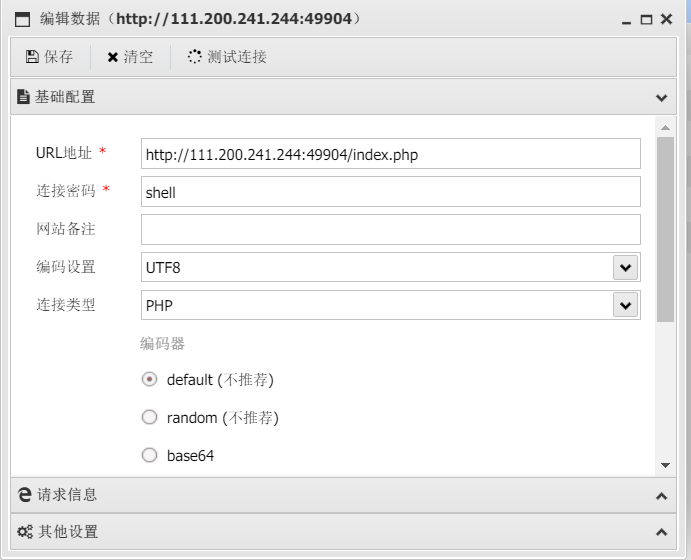 编辑数据（http://111.200.241.244:49904）
保存 清空 测试连接
基础配置
URL地址 * http://111.200.241.244:49904/index.php
连接密码 * shell
网站备注
编码设置 UTF8
连接类型 PHP
编码器
default (不推荐)
random (不推荐)
base64
请求信息
其他设置